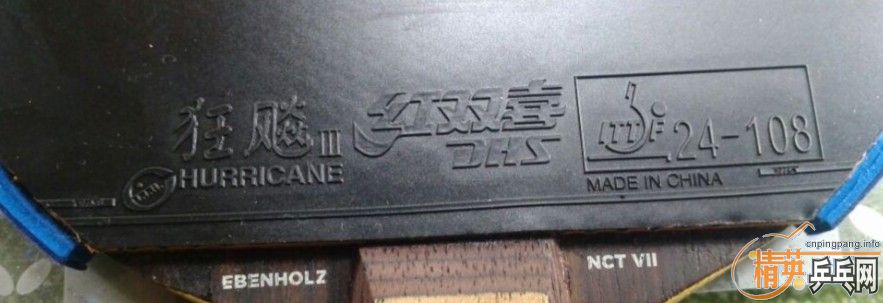 狂飚III 红双喜 ITTF 24-108
HURRICANE DHS
MADE IN CHINA
EBENHOLZ NCT VII
cnpingpang.info
精英乒乓网